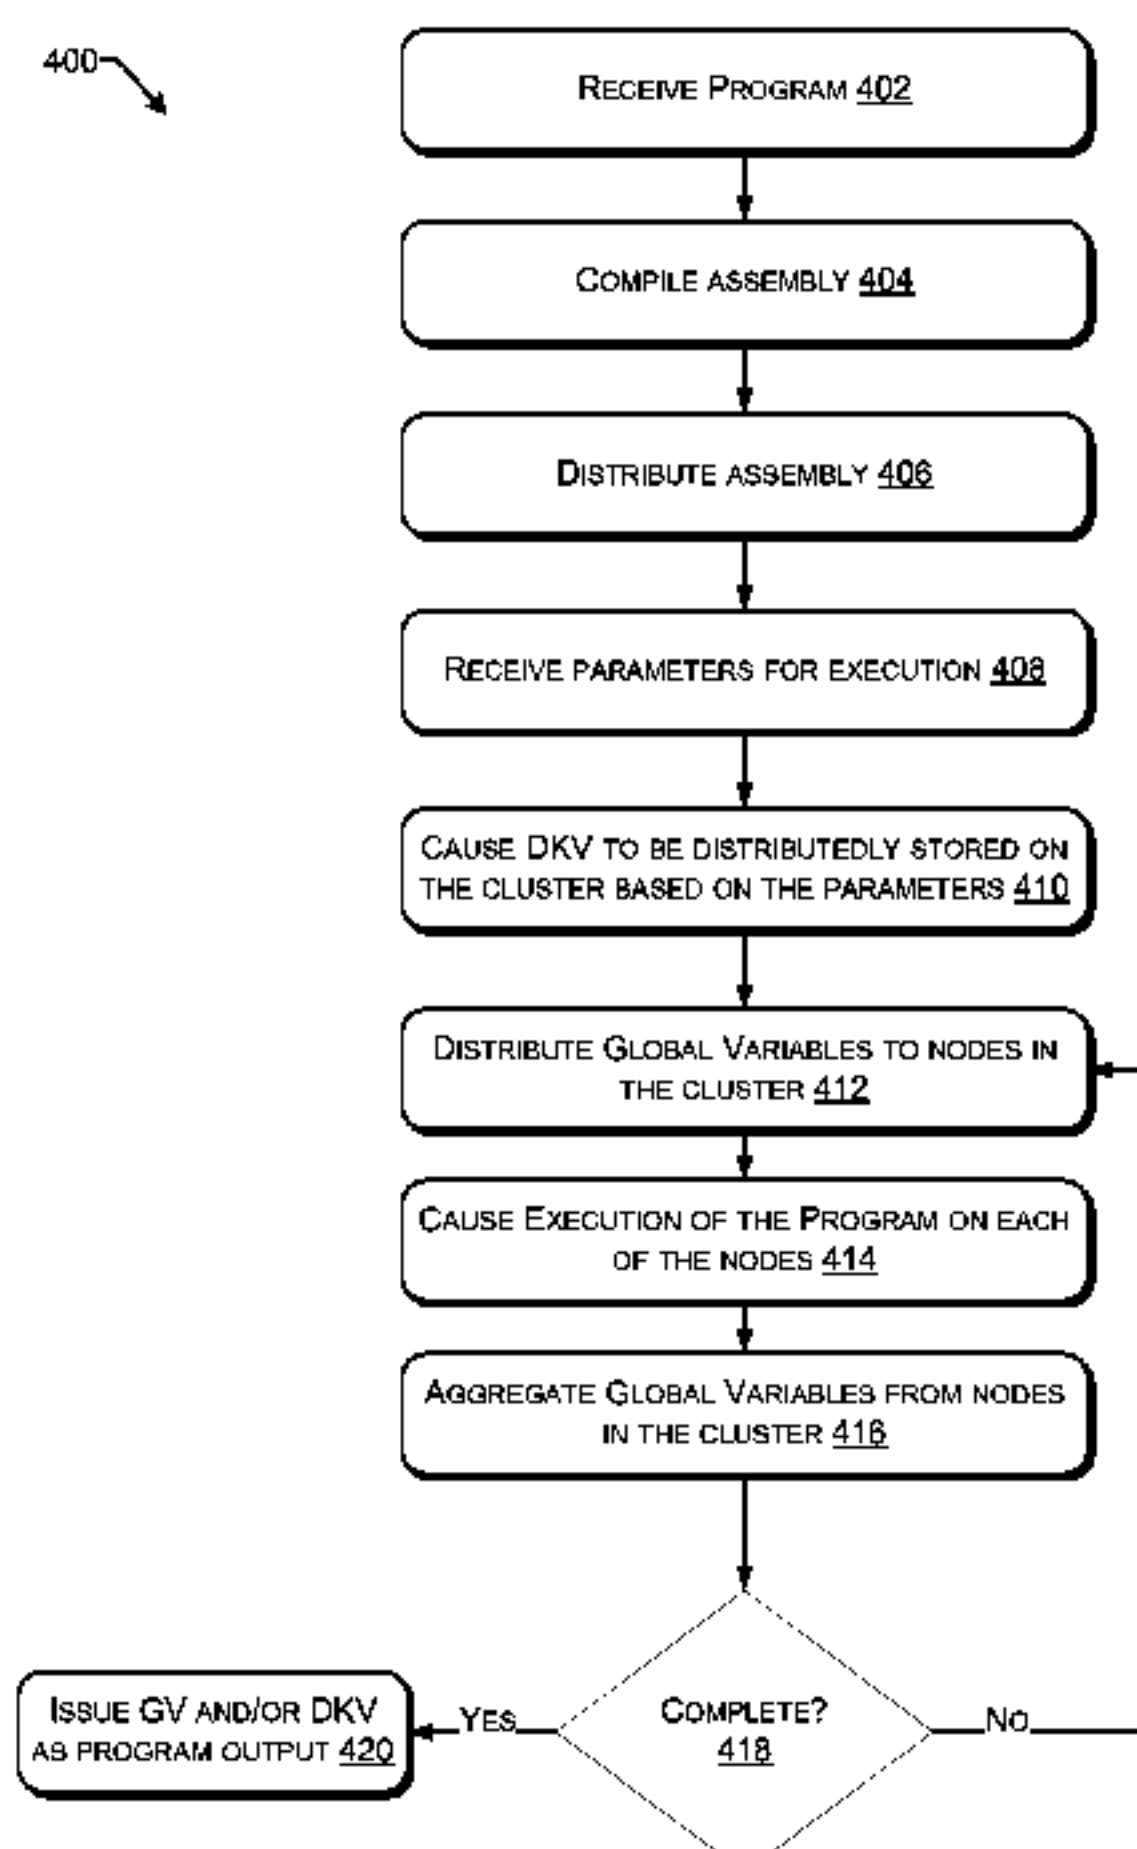 400
RECEIVE PROGRAM 402
COMPILE ASSEMBLY 404
DISTRIBUTE ASSEMBLY 406
RECEIVE PARAMETERS FOR EXECUTION 408
CAUSE DKV TO BE DISTRIBUTEDLY STORED ON
THE CLUSTER BASED ON THE PARAMETERS 410
DISTRIBUTE GLOBAL VARIABLES TO NODES IN
THE CLUSTER 412
CAUSE EXECUTION OF THE PROGRAM ON EACH
OF THE NODES 414
AGGREGATE GLOBAL VARIABLES FROM NODES
IN THE CLUSTER 416
ISSUE GV AND/OR DKV
AS PROGRAM OUTPUT 420
YES
COMPLETE?
418
NO